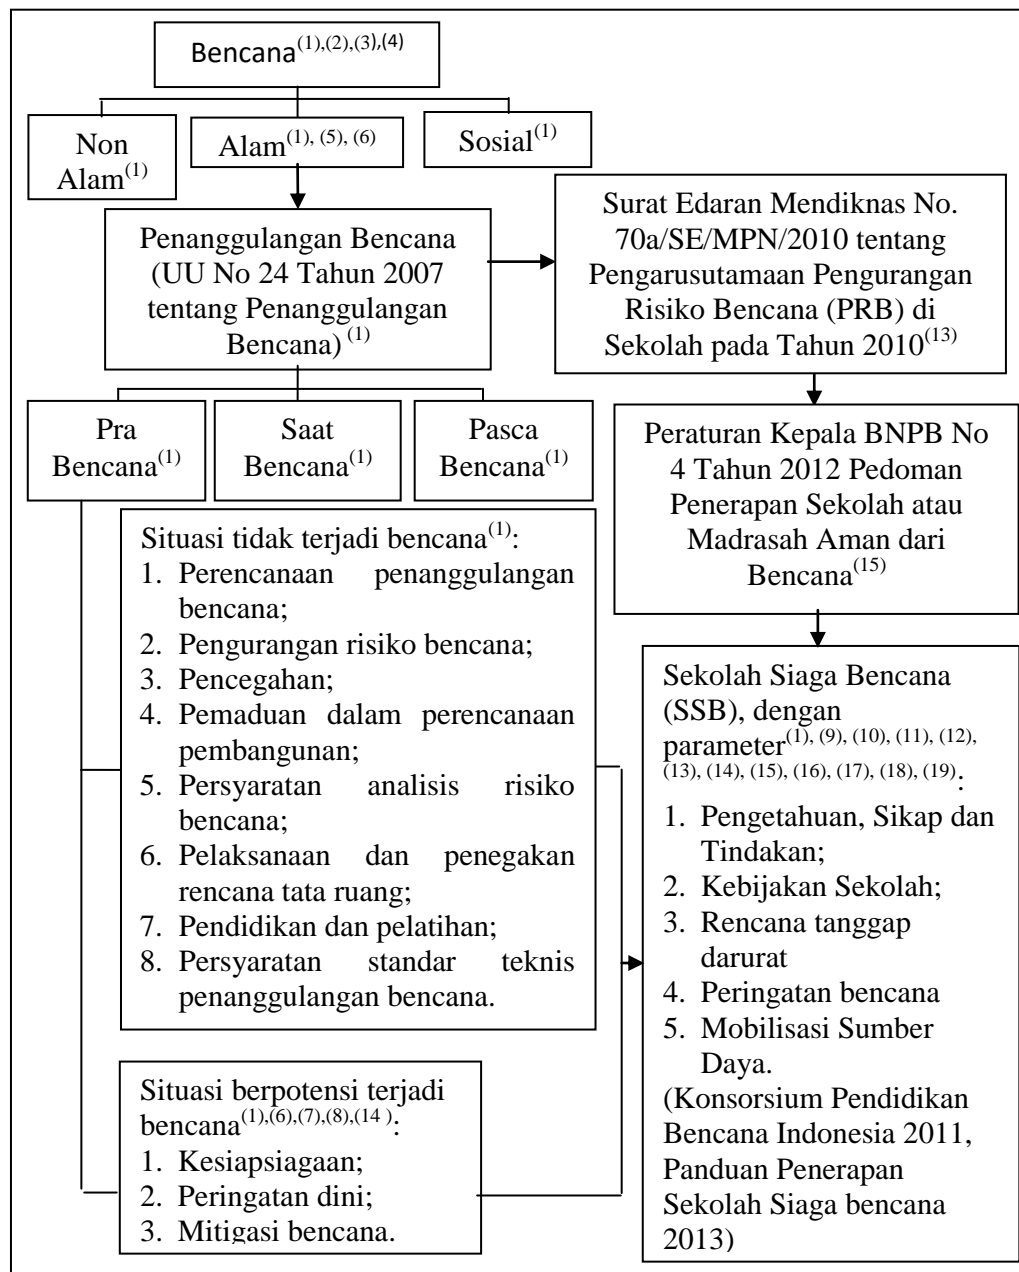 Bencana(1),(2),(3),(4)
Non
Alam(1)
Alam(1), (5), (6)
Sosial(1)
Penanggulangan Bencana
(UU No 24 Tahun 2007
tentang Penanggulangan
Bencana) (1)
Surat Edaran Mendiknas No.
70a/SE/MPN/2010 tentang
Pengarusutamaan Pengurangan
Risiko Bencana (PRB) di
Sekolah pada Tahun 2010(13)
Pra
Bencana(1)
Saat
Bencana(1)
Pasca
Bencana(1)
Peraturan Kepala BNPB No
4 Tahun 2012 Pedoman
Penerapan Sekolah atau
Madrasah Aman dari
Bencana(15)
Situasi tidak terjadi bencana(1):
1. Perencanaan penanggulangan
bencana;
2. Pengurangan risiko bencana;
3. Pencegahan;
4. Pemaduan dalam perencanaan
pembangunan;
5. Persyaratan analisis risiko
bencana;
6. Pelaksanaan dan penegakan
rencana tata ruang;
7. Pendidikan dan pelatihan;
8. Persyaratan standar teknis
penanggulangan bencana.
Situasi berpotensi terjadi
bencana(1),(6),(7),(8),(14 ):
1. Kesiapsiagaan;
2. Peringatan dini;
3. Mitigasi bencana.
Sekolah Siaga Bencana
(SSB), dengan
parameter(1), (9), (10), (11), (12),
(13), (14), (15), (16), (17), (18), (19):
1. Pengetahuan, Sikap dan
Tindakan;
2. Kebijakan Sekolah;
3. Rencana tanggap
darurat
4. Peringatan bencana
5. Mobilisasi Sumber
Daya.
(Konsorsium Pendidikan
Bencana Indonesia 2011,
Panduan Penerapan
Sekolah Siaga bencana
2013)